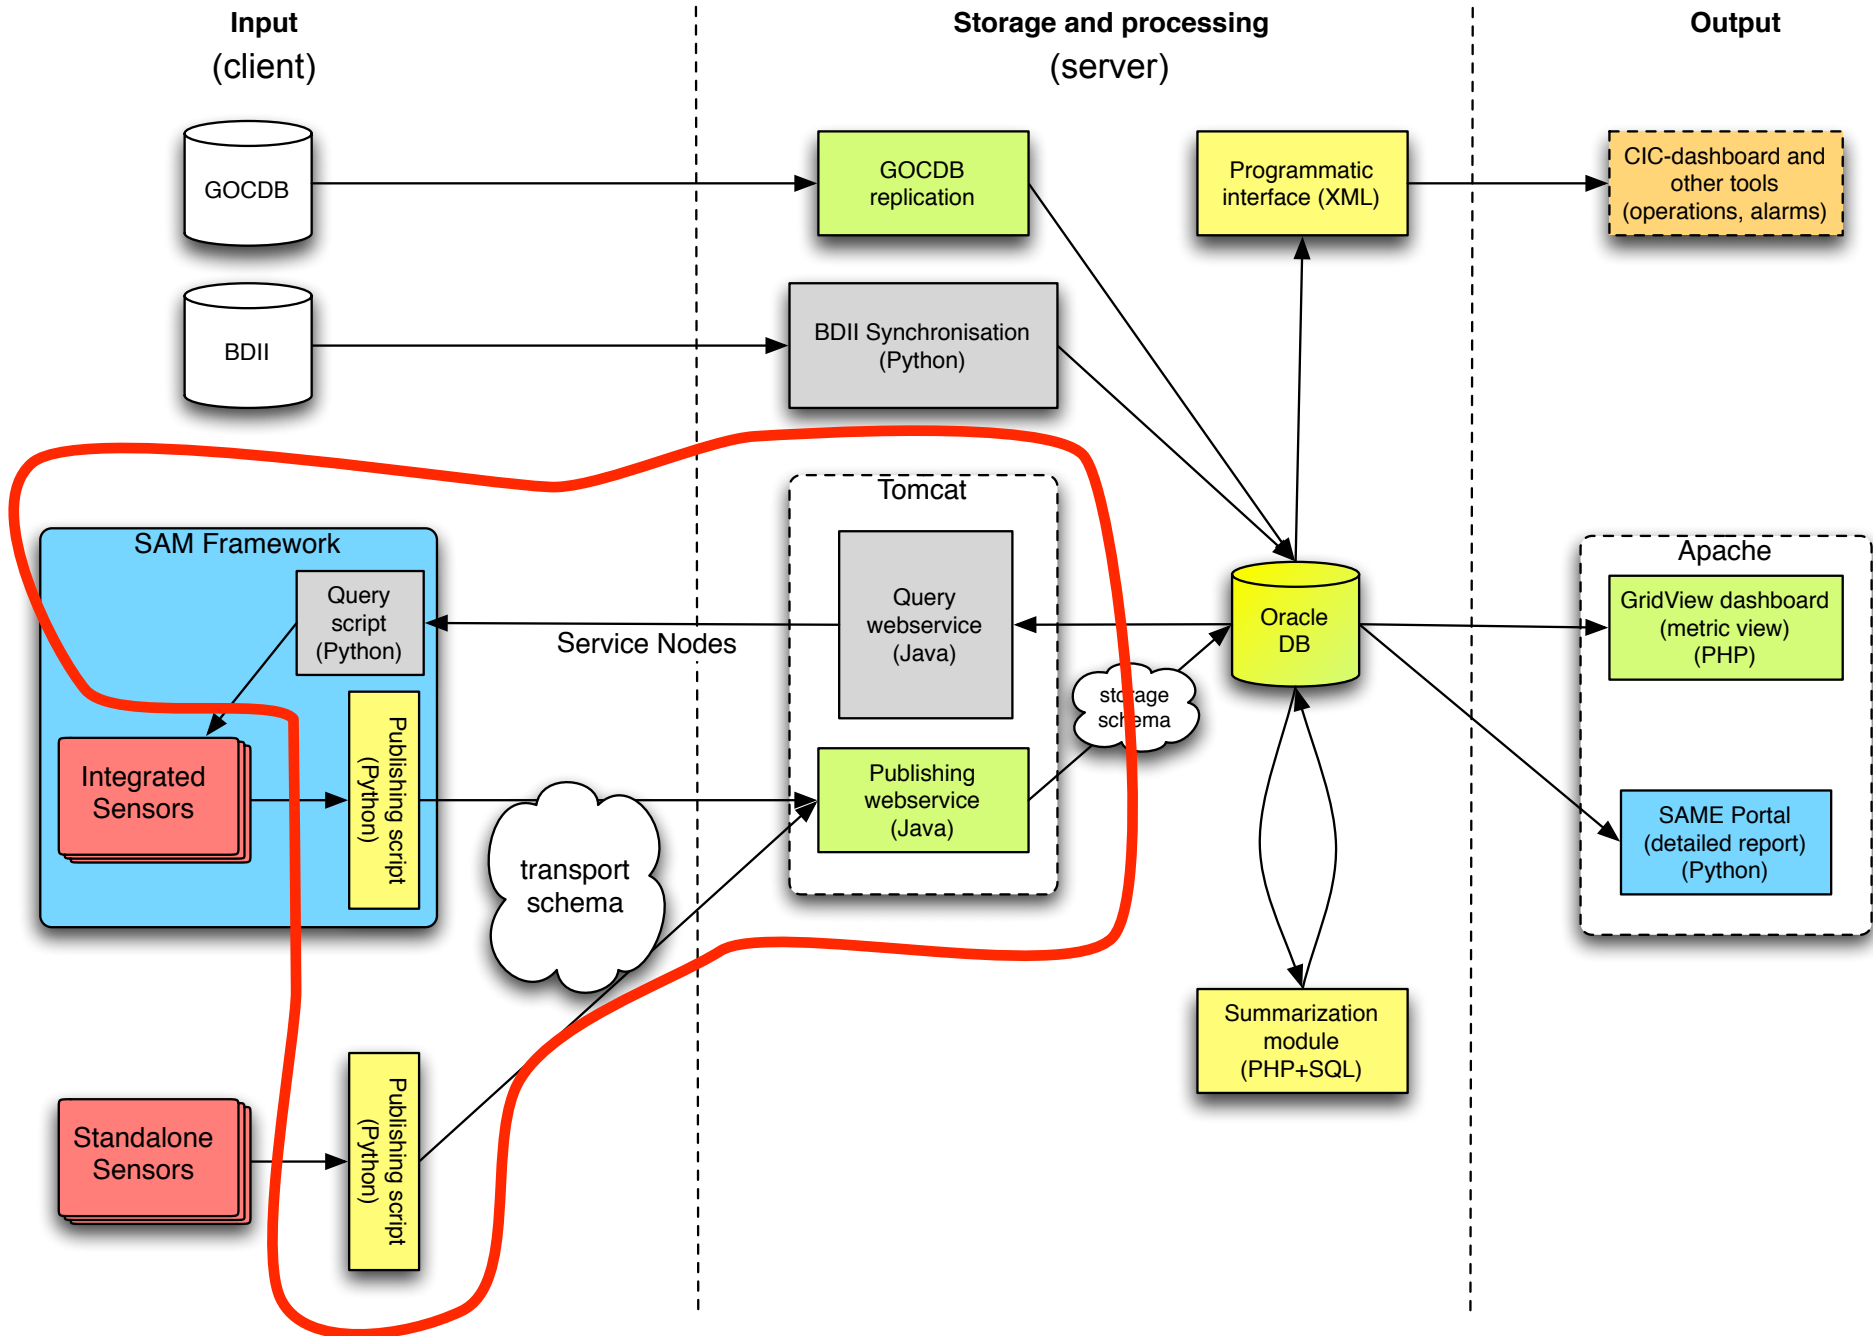 Input
(client)
Storage and processing
(server)
Output
GOCDB
GOCDB
replication
Programmatic
interface (XML)
CIC-dashboard and
other tools
(operations, alarms)
BDII
BDII Synchronisation
(Python)
SAM Framework
Query
script
(Python)
Service Nodes
Tomcat
Query
webservice
(Java)
Oracle
DB
storage
schema
Apache
GridView dashboard
(metric view)
(PHP)
Integrated
Sensors
Publishing script
(Python)
transport
schema
Publishing
webservice
(Java)
SAME Portal
(detailed report)
(Python)
Summarization
module
(PHP+SQL)
Standalone
Sensors
Publishing script
(Python)